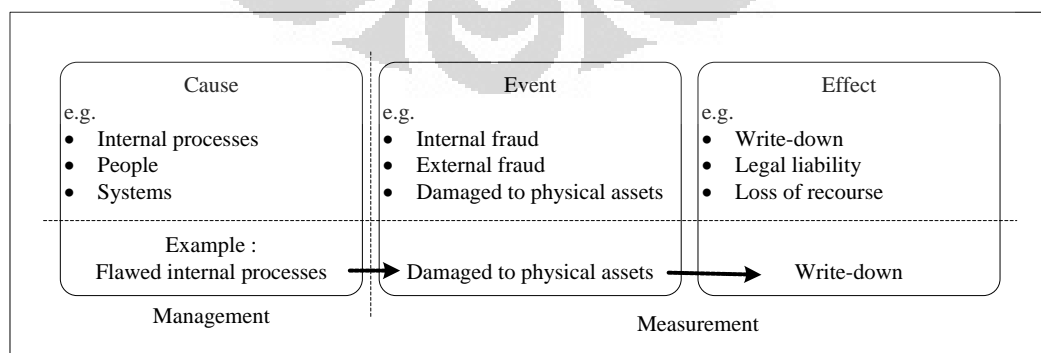 Cause
e.g.
• Internal processes
• People
• Systems
Example :
Flawed internal processes
Management
Event
e.g.
• Internal fraud
• External fraud
• Damaged to physical assets
Damaged to physical assets
Effect
e.g.
• Write-down
• Legal liability
• Loss of recourse
Write-down
Measurement